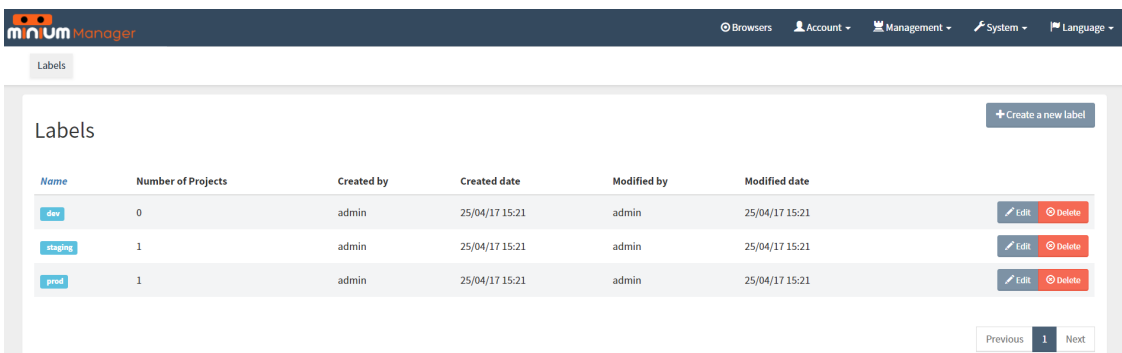 minium Manager Browsers Account Management System Language
Labels
Create a new label
Labels
Name Number of Projects Created by Created date Modified by Modified date
dev 0 admin 25/04/17 15:21 admin 25/04/17 15:21 Edit Delete
staging 1 admin 25/04/17 15:21 admin 25/04/17 15:21 Edit Delete
prod 1 admin 25/04/17 15:21 admin 25/04/17 15:21 Edit Delete
Previous 1 Next